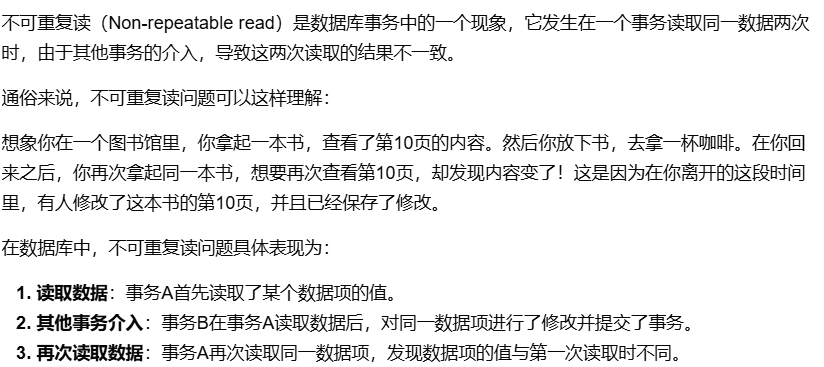 不可重复读（Non-repeatable read）是数据库事务中的一个现象，它发生在一个事务读取同一数据两次
时，由于其他事务的介入，导致这两次读取的结果不一致。
通俗来说，不可重复读问题可以这样理解：
想象你在一个图书馆里，你拿起一本书，查看了第10页的内容。然后你放下书，去拿一杯咖啡。在你回
来之后，你再次拿起同一本书，想要再次查看第10页，却发现内容变了！这是因为在你离开的这段时间
里，有人修改了这本书的第10页，并且已经保存了修改。
在数据库中，不可重复读问题具体表现为：
1. 读取数据：事务A首先读取了某个数据项的值。
2. 其他事务介入：事务B在事务A读取数据后，对同一数据项进行了修改并提交了事务。
3. 再次读取数据：事务A再次读取同一数据项，发现数据项的值与第一次读取时不同。